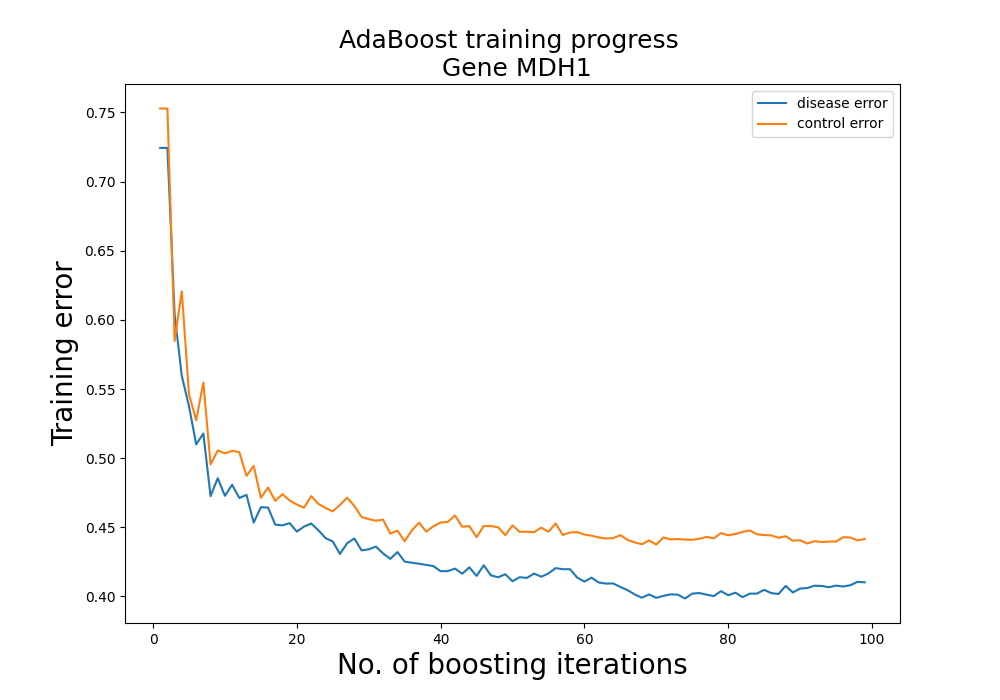 AdaBoost training progress
Gene MDH1
disease error
control error
Training error
0.75
0.70
0.65
0.60
0.55
0.50
0.45
0.40
0
20
40
60
80
100
No. of boosting iterations